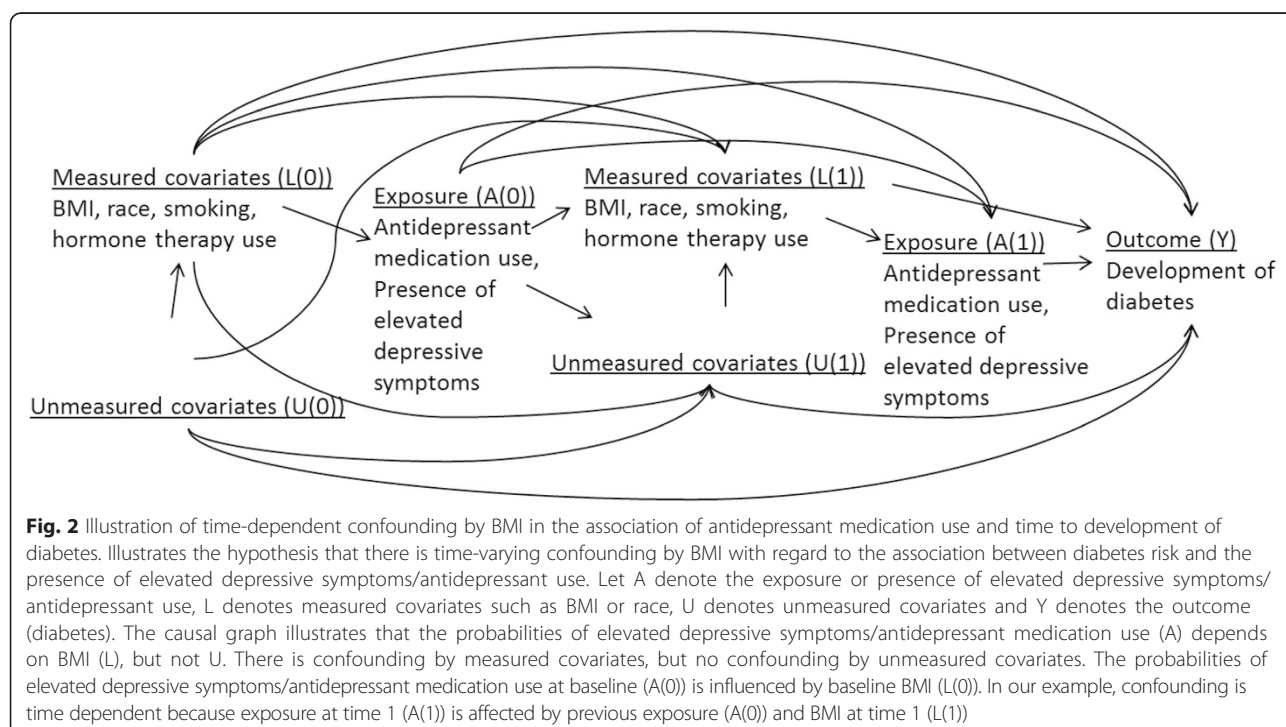 Measured covariates (L(0))
BMI, race, smoking,
hormone therapy use
Exposure (A(0))
Antidepressant
medication use,
Presence of
elevated
depressive
symptoms
Measured covariates (L(1))
BMI, race, smoking,
hormone therapy use
Exposure (A(1))
Antidepressant
medication use,
Presence of
elevated depressive
symptoms
Outcome (Y)
Development of
diabetes
Unmeasured covariates (U(0))
Unmeasured covariates (U(1))
Fig. 2 Illustration of time-dependent confounding by BMI in the association of antidepressant medication use and time to development of
diabetes. Illustrates the hypothesis that there is time-varying confounding by BMI with regard to the association between diabetes risk and the
presence of elevated depressive symptoms/antidepressant use. Let A denote the exposure or presence of elevated depressive symptoms/
antidepressant use, L denotes measured covariates such as BMI or race, U denotes unmeasured covariates and Y denotes the outcome
(diabetes). The causal graph illustrates that the probabilities of elevated depressive symptoms/antidepressant medication use (A) depends
on BMI (L), but not U. There is confounding by measured covariates, but no confounding by unmeasured covariates. The probabilities of
elevated depressive symptoms/antidepressant medication use at baseline (A(0)) is influenced by baseline BMI (L(0)). In our example, confounding is
time dependent because exposure at time 1 (A(1)) is affected by previous exposure (A(0)) and BMI at time 1 (L(1))